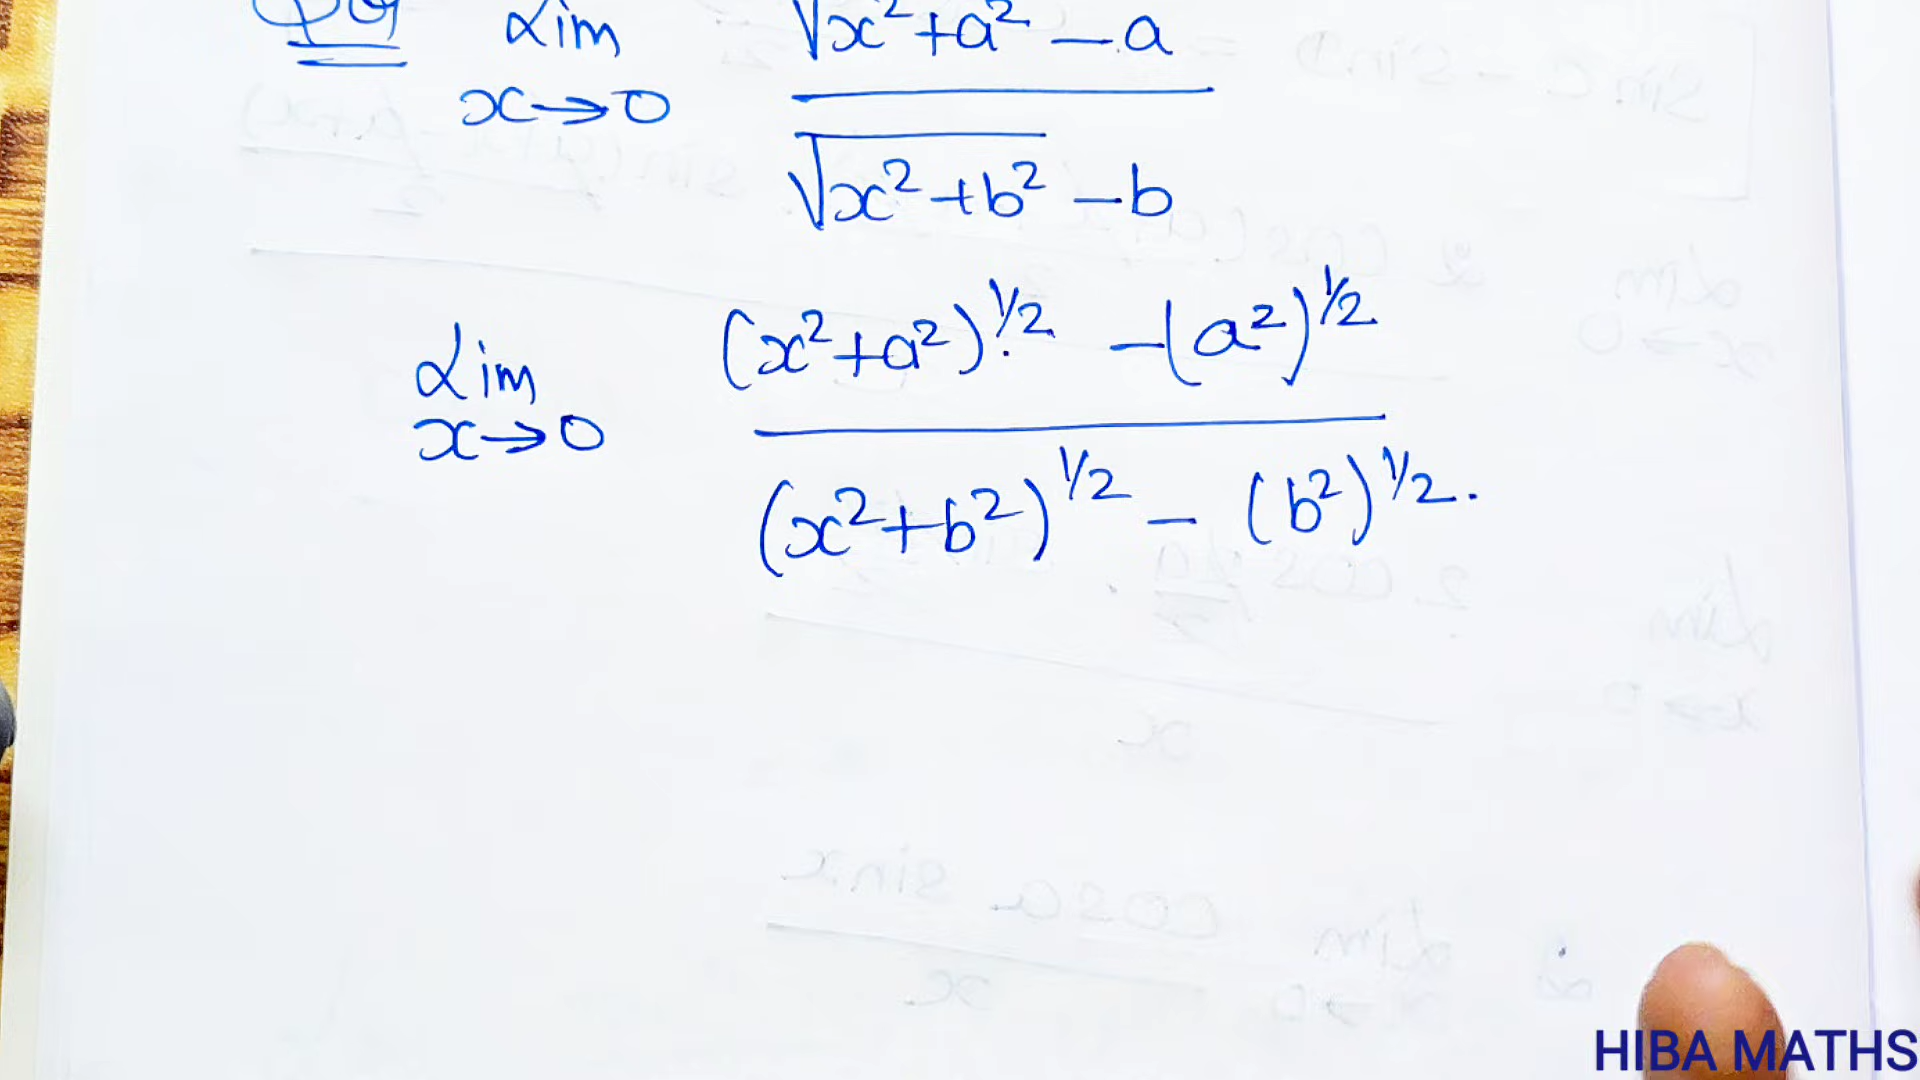 Lim √x²+a² - a
x→0 √x²+b² - b
Lim (x²+a²)^1/2 - (a²)^1/2
x→0 (x²+b²)^1/2 - (b²)^1/2.
HIBA MATHS